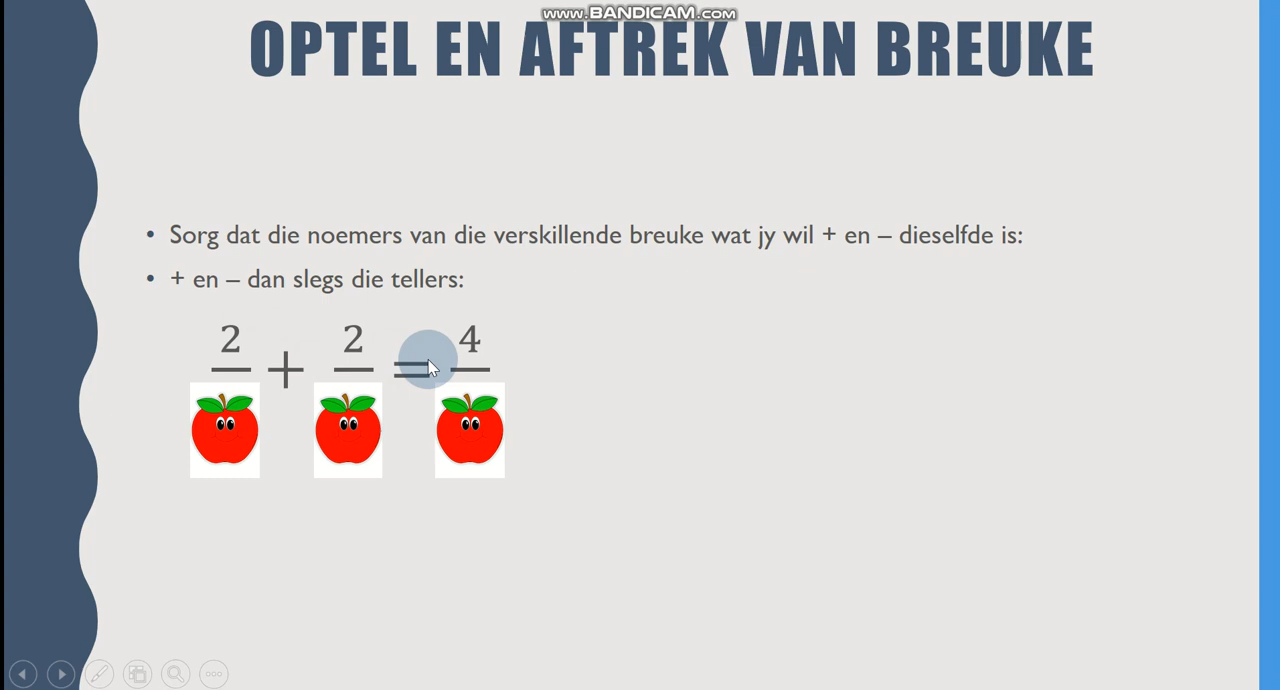 www.BANDICAM.com
OPTEL EN AFTREK VAN BREUKE
• Sorg dat die noemers van die verskillende breuke wat jy wil + en – dieselfde is:
• + en – dan slegs die tellers:
2 + 2 = 4